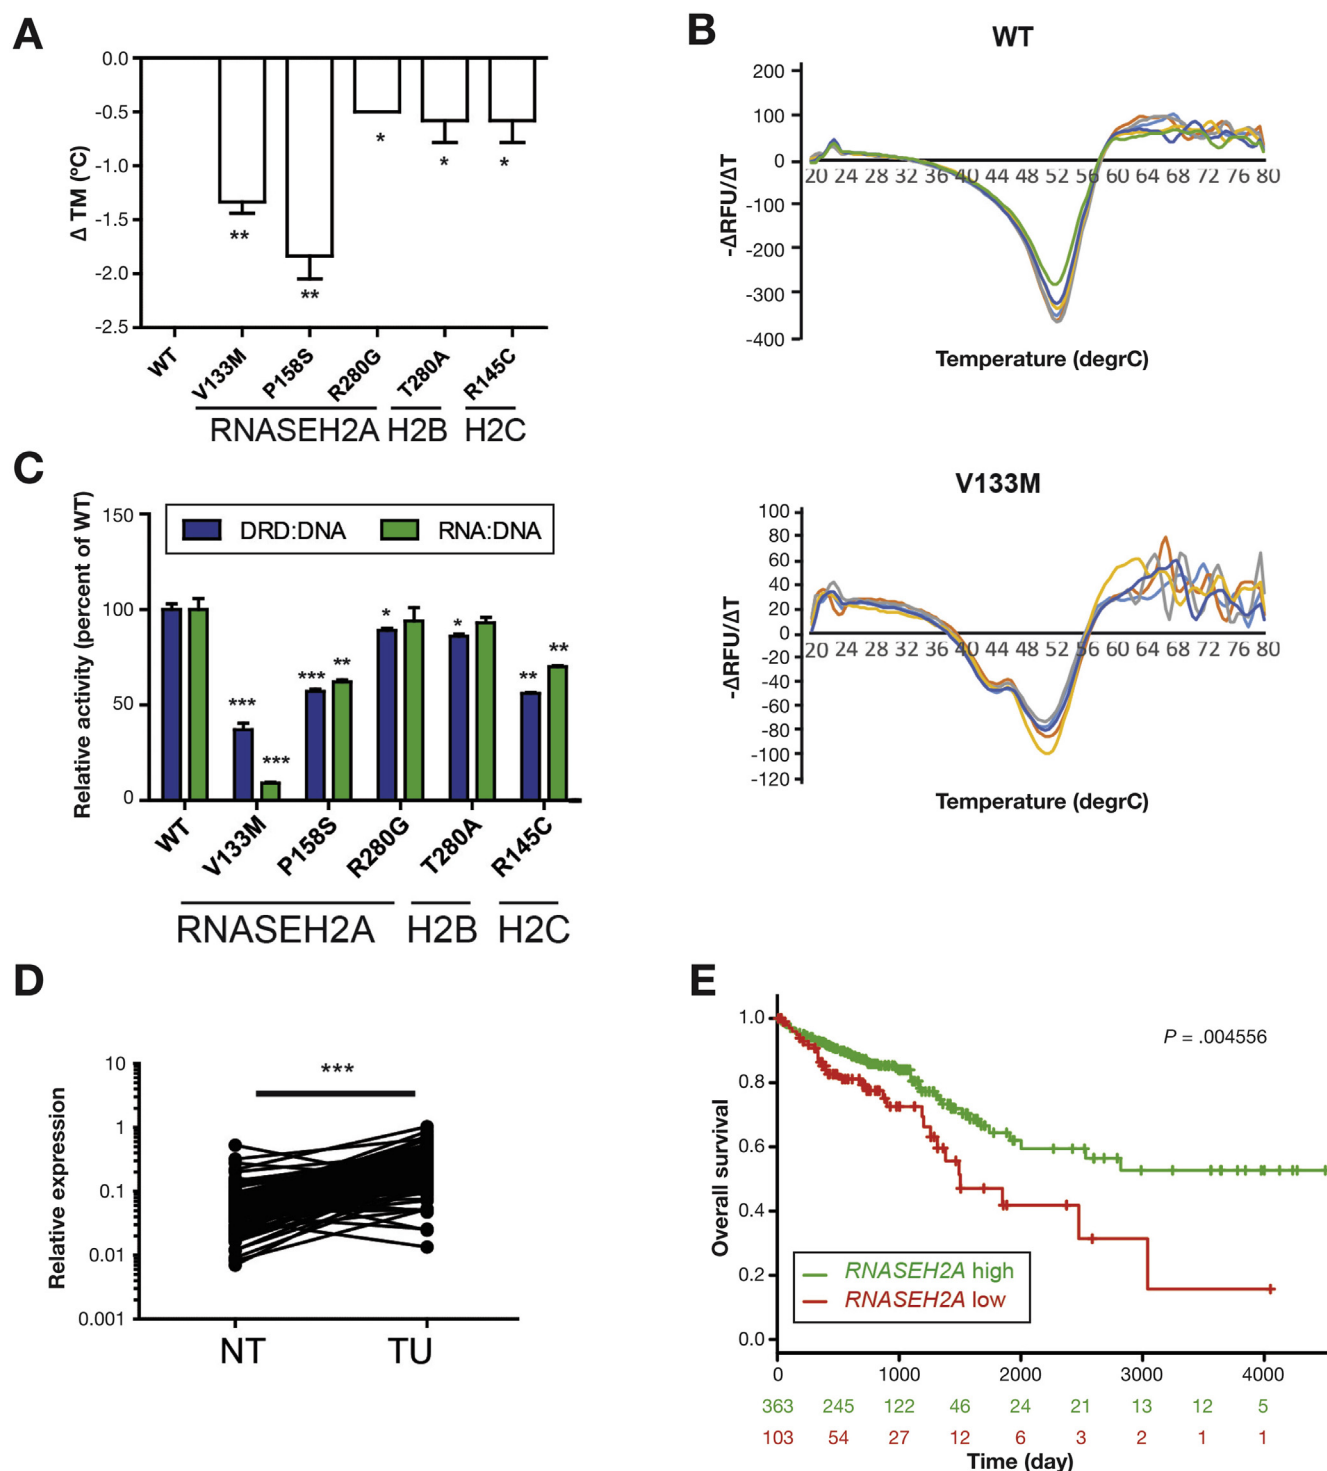 A
0.0
-0.5
-1.0
-1.5
-2.0
-2.5
Δ TM (ºC)
** ** * * *
WT V133M P158S R280G T280A R145C
RNASEH2A H2B H2C
B
WT
200
100
0
-100
-200
-300
-400
-ΔRFU/ΔT
20 24 28 32 36 40 44 48 52 56 60 64 68 72 76 80
Temperature (degrC)
V133M
100
80
60
40
20
0
-20
-40
-60
-80
-100
-120
-ΔRFU/ΔT
20 24 28 32 36 40 44 48 52 56 60 64 68 72 76 80
Temperature (degrC)
C
Relative activity (percent of WT)
150
100
50
0
DRD:DNA RNA:DNA
*** *** *** ** * * ** **
WT V133M P158S R280G T280A R145C
RNASEH2A H2B H2C
D
Relative expression
10
1
0.1
0.01
0.001
***
NT TU
E
Overall survival
1.0
0.8
0.6
0.4
0.2
0.0
P = .004556
RNASEH2A high
RNASEH2A low
0 1000 2000 3000 4000
363 245 122 46 24 21 13 12 5
103 54 27 12 6 3 2 1 1
Time (day)